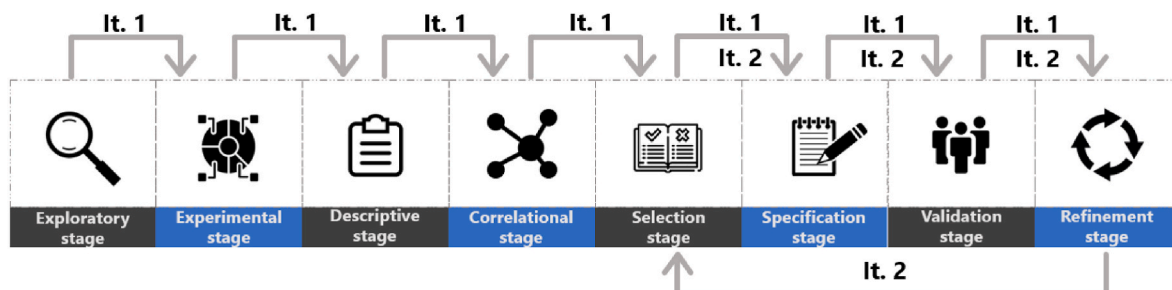 It. 1 It. 1 It. 1 It. 1 It. 1 It. 1 It. 1
It. 2 It. 2 It. 2
Exploratory Experimental Descriptive Correlational Selection Specification Validation Refinement
stage stage stage stage stage stage stage stage
It. 2